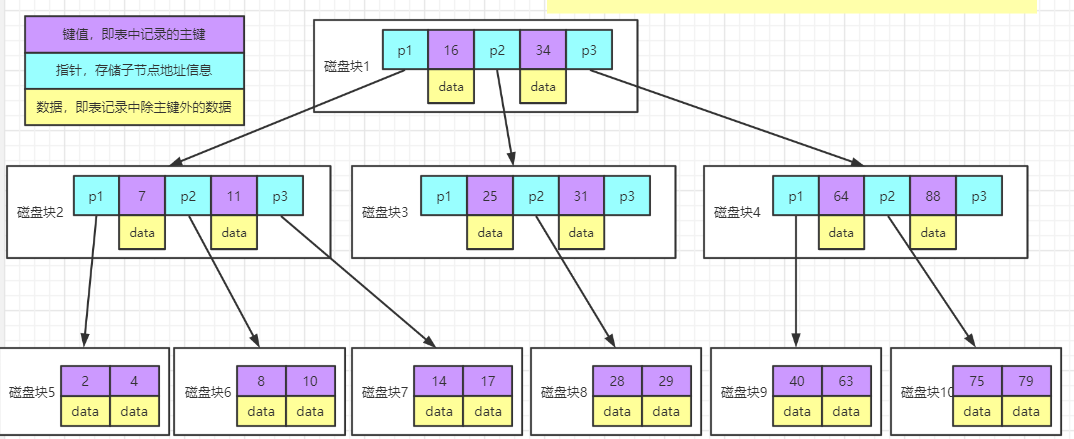 键值，即表中记录的主键
指针，存储子节点地址信息
数据，即表记录中除主键外的数据
磁盘块1
p1 16 p2 34 p3
data data
磁盘块2
p1 7 p2 11 p3
data data
磁盘块3
p1 25 p2 31 p3
data data
磁盘块4
p1 64 p2 88 p3
data data
磁盘块5
2 4
data data
磁盘块6
8 10
data data
磁盘块7
14 17
data data
磁盘块8
28 29
data data
磁盘块9
40 63
data data
磁盘块10
75 79
data data